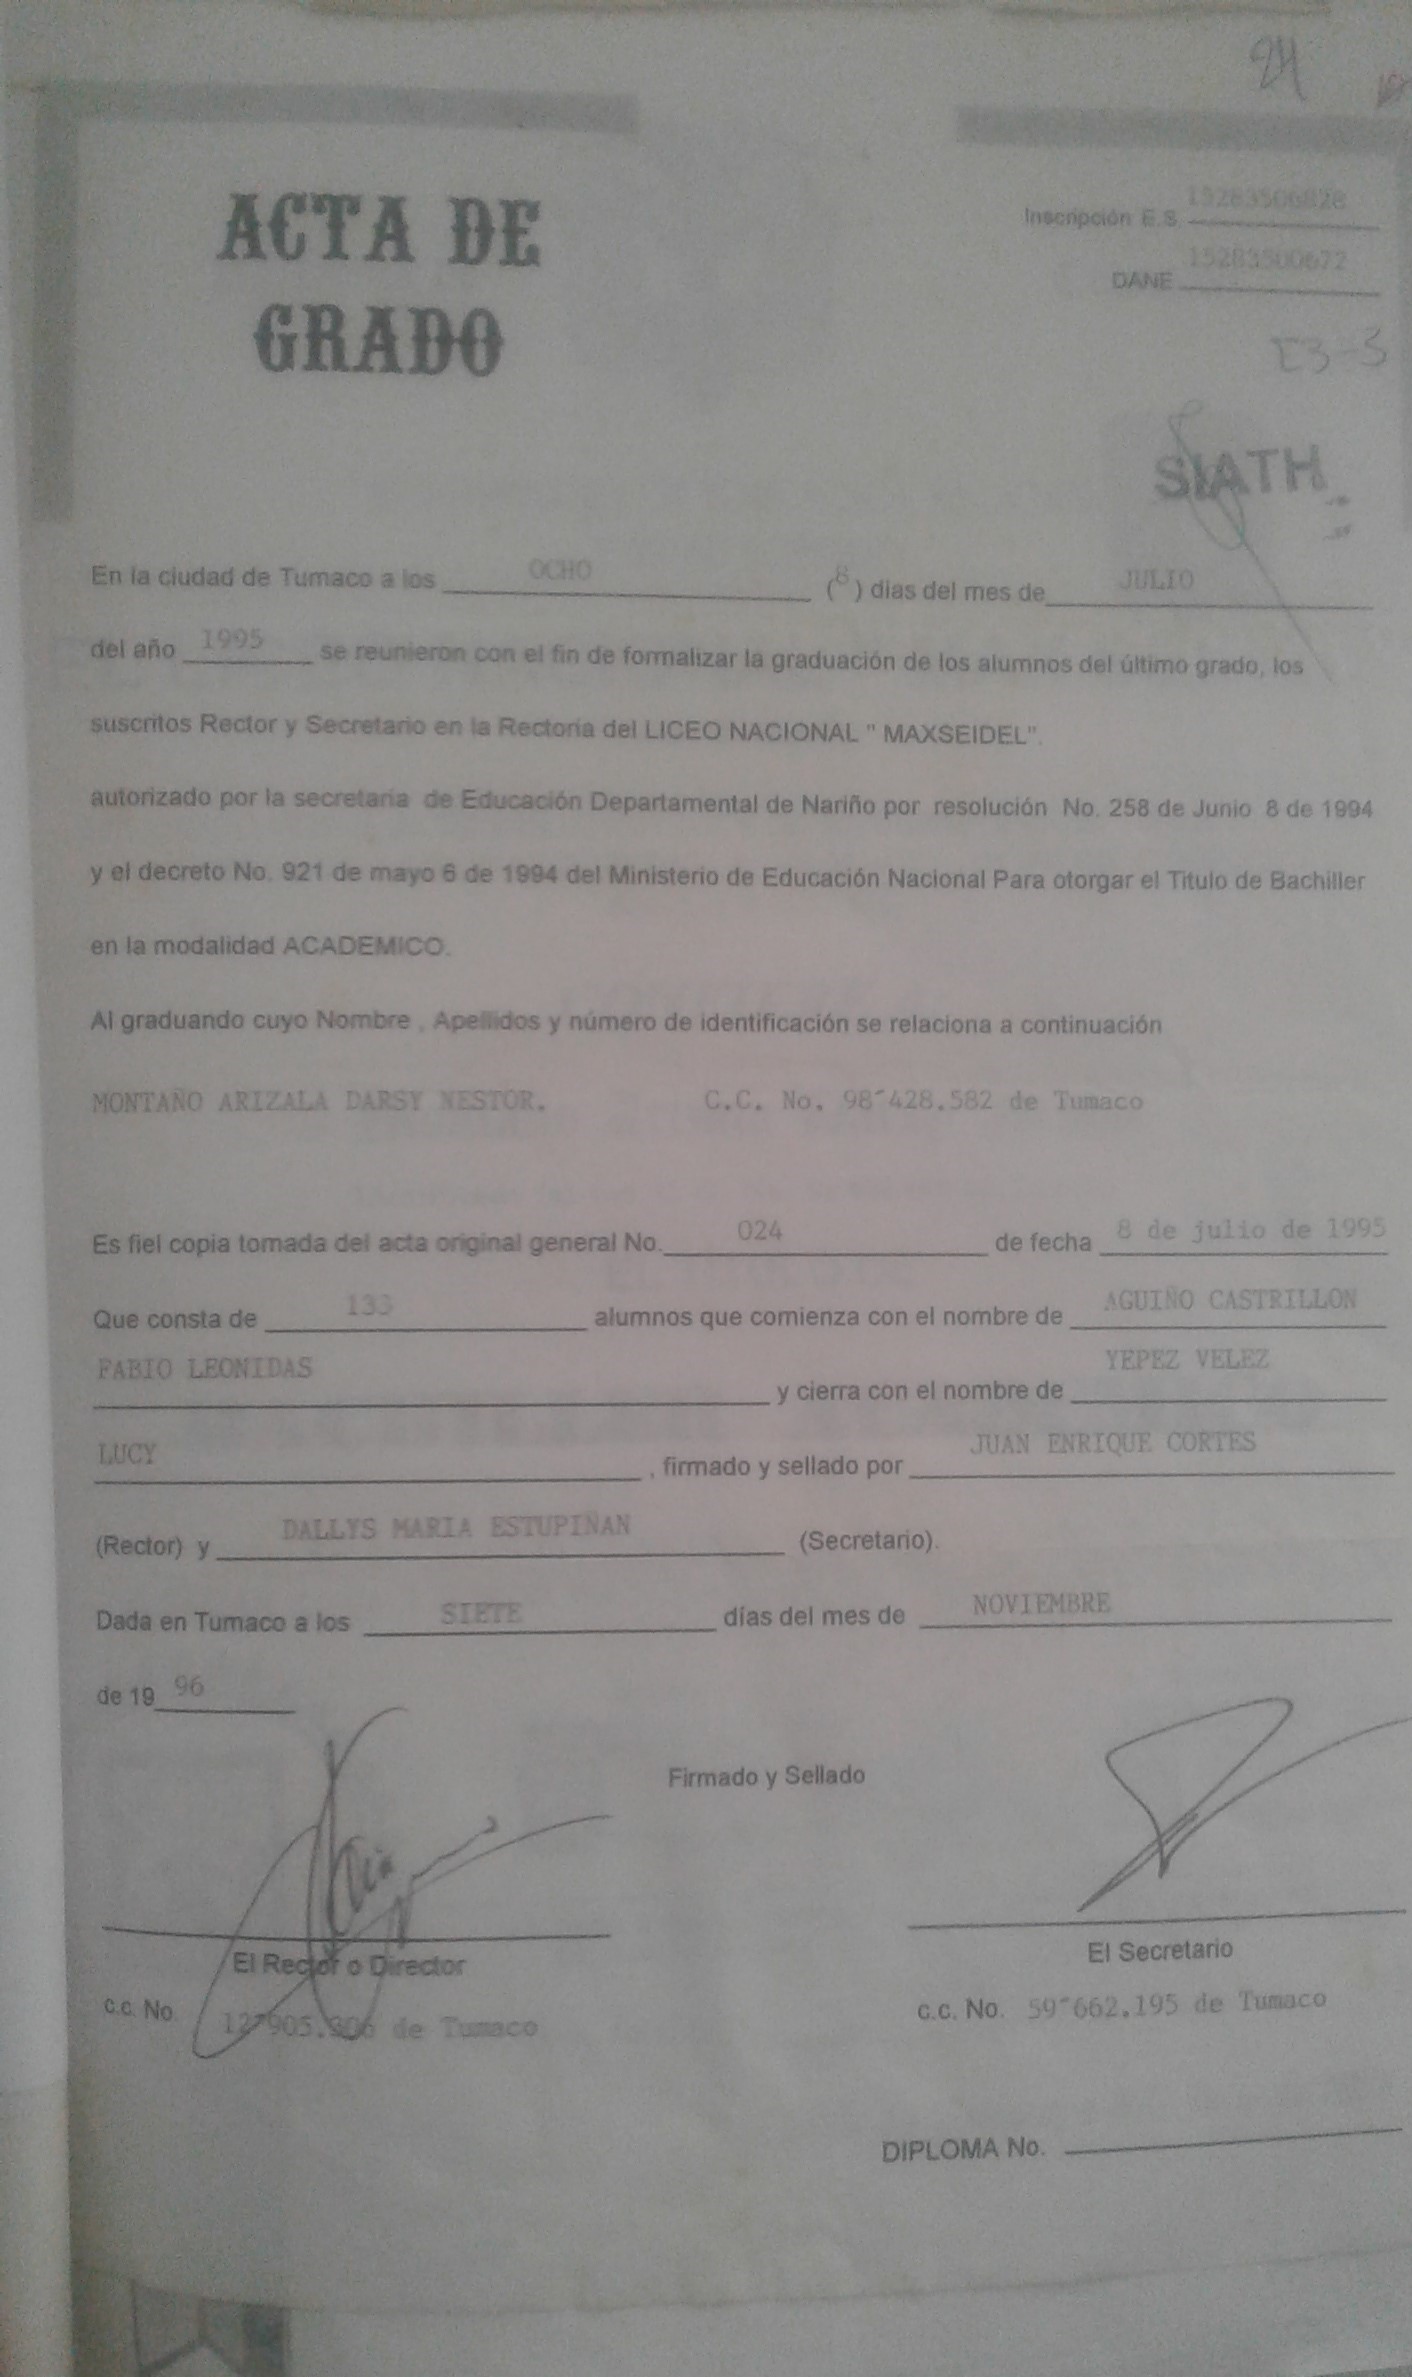 24
ACTA DE
GRADO
Inscripción E.S. 15283506828
DANE 15283500672
E3-3
SIATH
En la ciudad de Tumaco a los OCHO (8) dias del mes de JULIO
del año 1995 se reunieron con el fin de formalizar la graduación de los alumnos del último grado, los
suscritos Rector y Secretario en la Rectoria del LICEO NACIONAL " MAXSEIDEL".
autorizado por la secretaria de Educación Departamental de Nariño por resolución No. 258 de Junio 8 de 1994
y el decreto No. 921 de mayo 6 de 1994 del Ministerio de Educación Nacional Para otorgar el Titulo de Bachiller
en la modalidad ACADEMICO.
Al graduando cuyo Nombre , Apellidos y número de identificación se relaciona a continuación
MONTAÑO ARIZALA DARSY NESTOR. C.C. No. 98´428.582 de Tumaco
Es fiel copia tomada del acta original general No. 024 de fecha 8 de julio de 1995
Que consta de 133 alumnos que comienza con el nombre de AGUIÑO CASTRILLON
FABIO LEONIDAS y cierra con el nombre de YEPEZ VELEZ
LUCY , firmado y sellado por JUAN ENRIQUE CORTES
(Rector) y DALLYS MARIA ESTUPIÑAN (Secretario).
Dada en Tumaco a los SIETE días del mes de NOVIEMBRE
de 19 96
Firmado y Sellado
El Rector o Director
El Secretario
c.c. No. de Tumaco
c.c. No. 59´662.195 de Tumaco
DIPLOMA No.